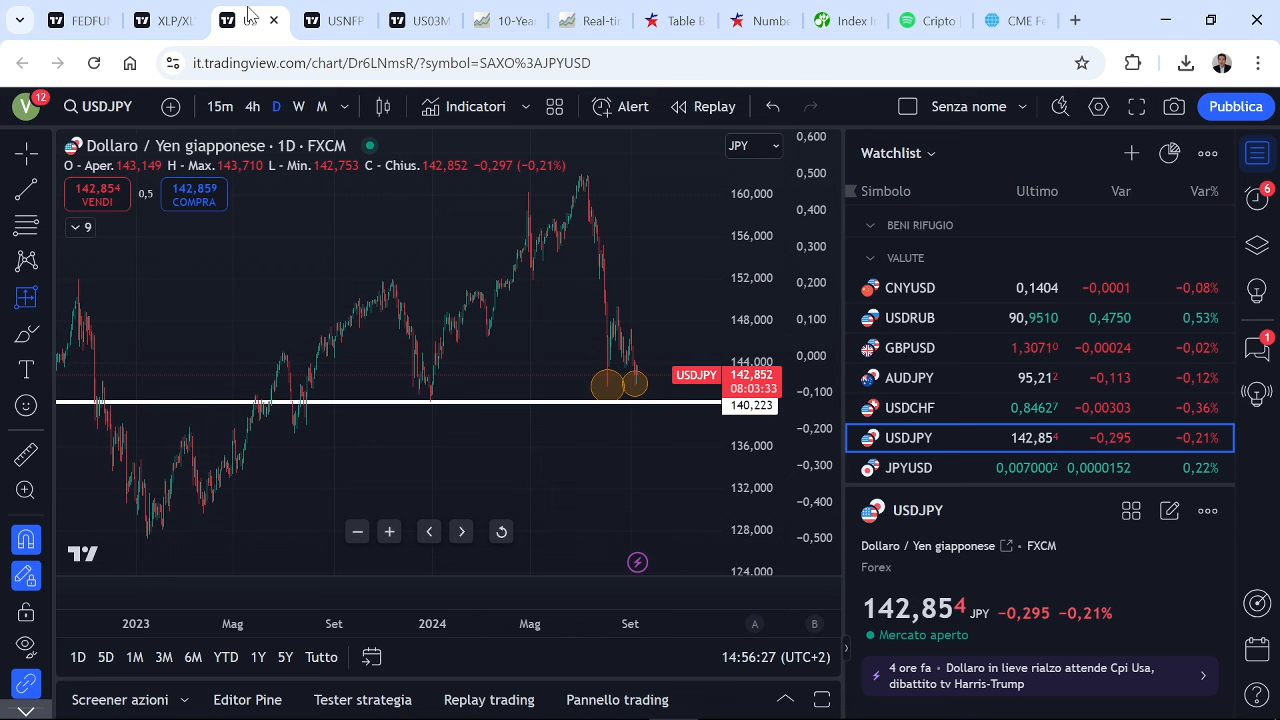 FEDFUN
XLP/XL
U
USNFP
US03M
10-Yea
Real-tir
Table B
Numbe
Index In
Cripto |
CME Fe
it.tradingview.com/chart/Dr6LNmsR/?symbol=SAXO%3AJPYUSD
V
12
USDJPY
15m 4h D W M
Indicatori
Alert
Replay
Senza nome
Pubblica
Dollaro / Yen giapponese · 1D · FXCM
O - Aper. 143,149 H - Max. 143,710 L - Min. 142,753 C - Chius. 142,852 −0,297 (−0,21%)
142,854 VENDI
0,5
142,859 COMPRA
9
JPY
160,000
156,000
152,000
148,000
144,000
USDJPY 142,852
08:03:33
140,223
136,000
132,000
128,000
124,000
0,600
0,500
0,400
0,300
0,200
0,100
0,000
−0,100
−0,200
−0,300
−0,400
−0,500
2023 Mag Set 2024 Mag Set
A B
1D 5D 1M 3M 6M YTD 1Y 5Y Tutto
14:56:27 (UTC+2)
Screener azioni
Editor Pine
Tester strategia
Replay trading
Pannello trading
Watchlist
Simbolo Ultimo Var Var%
BENI RIFUGIO
VALUTE
CNYUSD 0,1404 −0,0001 −0,08%
USDRUB 90,9510 0,4750 0,53%
GBPUSD 1,30710 −0,00024 −0,02%
AUDJPY 95,212 −0,113 −0,12%
USDCHF 0,84627 −0,00303 −0,36%
USDJPY 142,854 −0,295 −0,21%
JPYUSD 0,0070002 0,0000152 0,22%
USDJPY
Dollaro / Yen giapponese • FXCM
Forex
142,854 JPY −0,295 −0,21%
Mercato aperto
4 ore fa · Dollaro in lieve rialzo attende Cpi Usa,
dibattito tv Harris-Trump
6
1